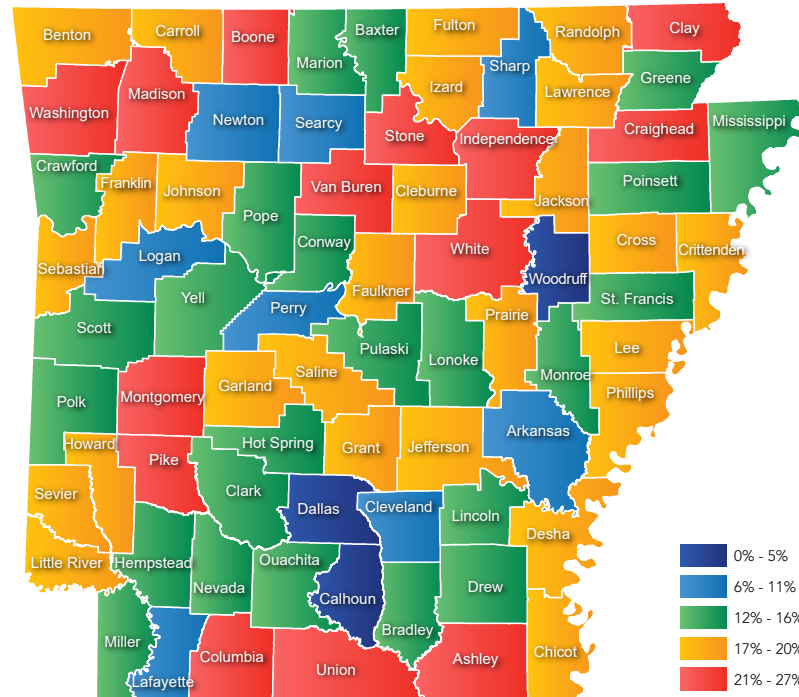 Benton
Carroll
Boone
Marion
Baxter
Fulton
Sharp
Randolph
Clay
Izard
Lawrence
Greene
Washington
Madison
Newton
Searcy
Stone
Independence
Craighead
Mississippi
Crawford
Franklin
Johnson
Pope
Van Buren
Cleburne
Jackson
Poinsett
Sebastian
Logan
Conway
Faulkner
White
Woodruff
Cross
Crittenden
Scott
Yell
Perry
Pulaski
Lonoke
Prairie
Monroe
St. Francis
Lee
Phillips
Polk
Montgomery
Garland
Saline
Hot Spring
Grant
Jefferson
Arkansas
Howard
Pike
Clark
Dallas
Cleveland
Lincoln
Desha
Sevier
Little River
Hempstead
Nevada
Ouachita
Calhoun
Bradley
Drew
Miller
Lafayette
Columbia
Union
Ashley
Chicot
0% - 5%
6% - 11%
12% - 16%
17% - 20%
21% - 27%